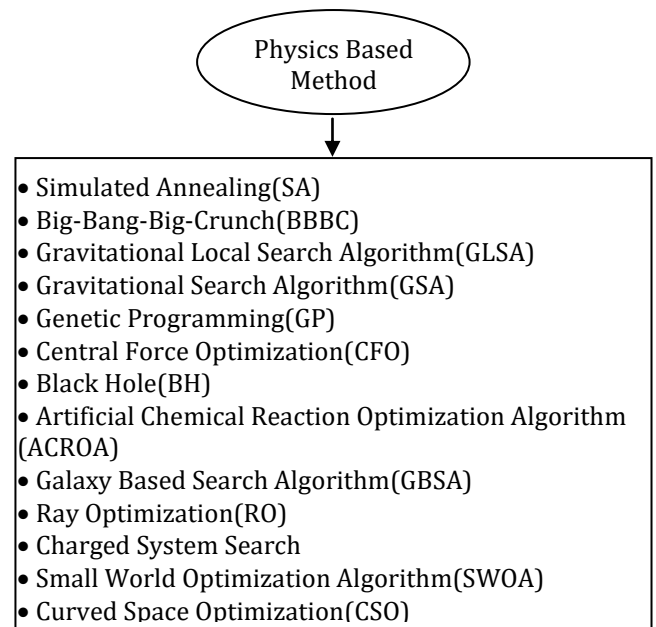 Physics Based
Method
• Simulated Annealing(SA)
• Big-Bang-Big-Crunch(BBBC)
• Gravitational Local Search Algorithm(GLSA)
• Gravitational Search Algorithm(GSA)
• Genetic Programming(GP)
• Central Force Optimization(CFO)
• Black Hole(BH)
• Artificial Chemical Reaction Optimization Algorithm
(ACROA)
• Galaxy Based Search Algorithm(GBSA)
• Ray Optimization(RO)
• Charged System Search
• Small World Optimization Algorithm(SWOA)
• Curved Space Optimization(CSO)